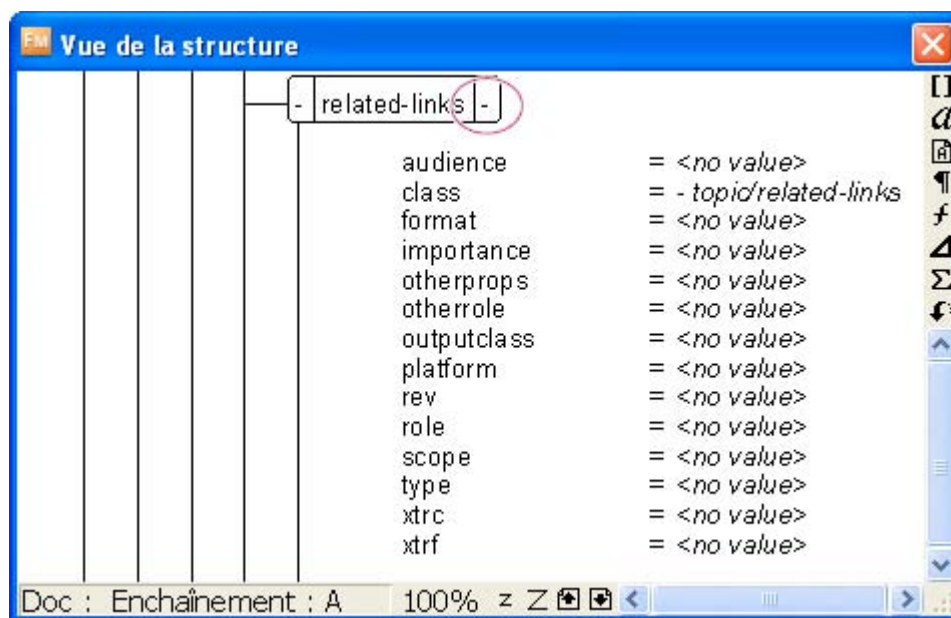 FM Vue de la structure
- related-links -
audience = <no value>
class = - topic/related-links
format = <no value>
importance = <no value>
otherprops = <no value>
otherrole = <no value>
outputclass = <no value>
platform = <no value>
rev = <no value>
role = <no value>
scope = <no value>
type = <no value>
xtrc = <no value>
xtrf = <no value>
Doc : Enchaînement : A 100% z Z